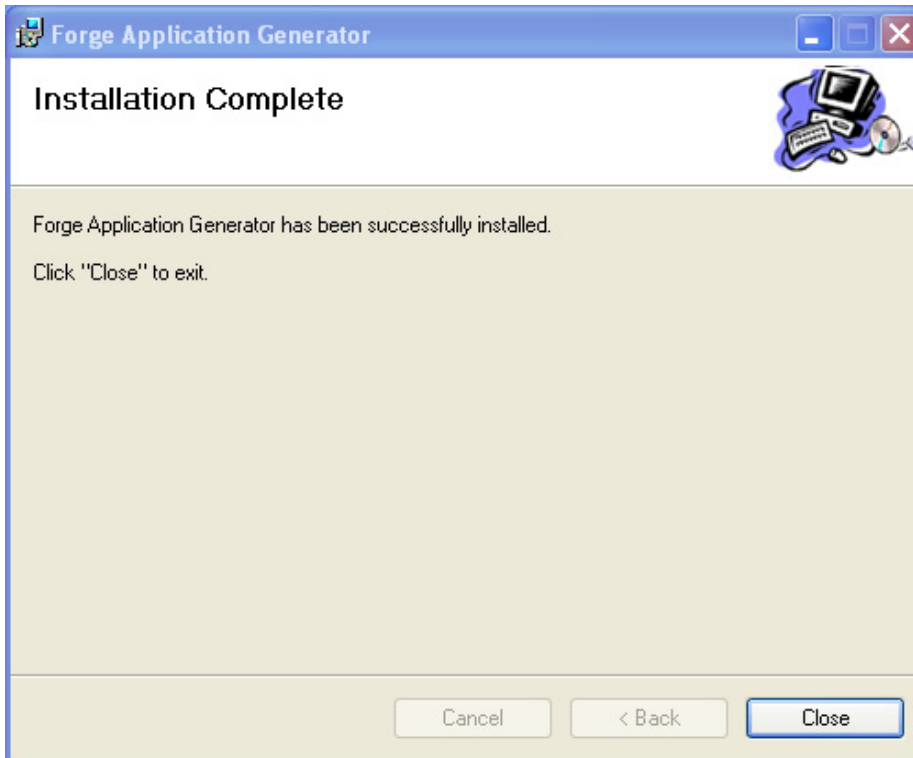 Forge Application Generator
Installation Complete
Forge Application Generator has been successfully installed.
Click "Close" to exit.
Cancel
< Back
Close